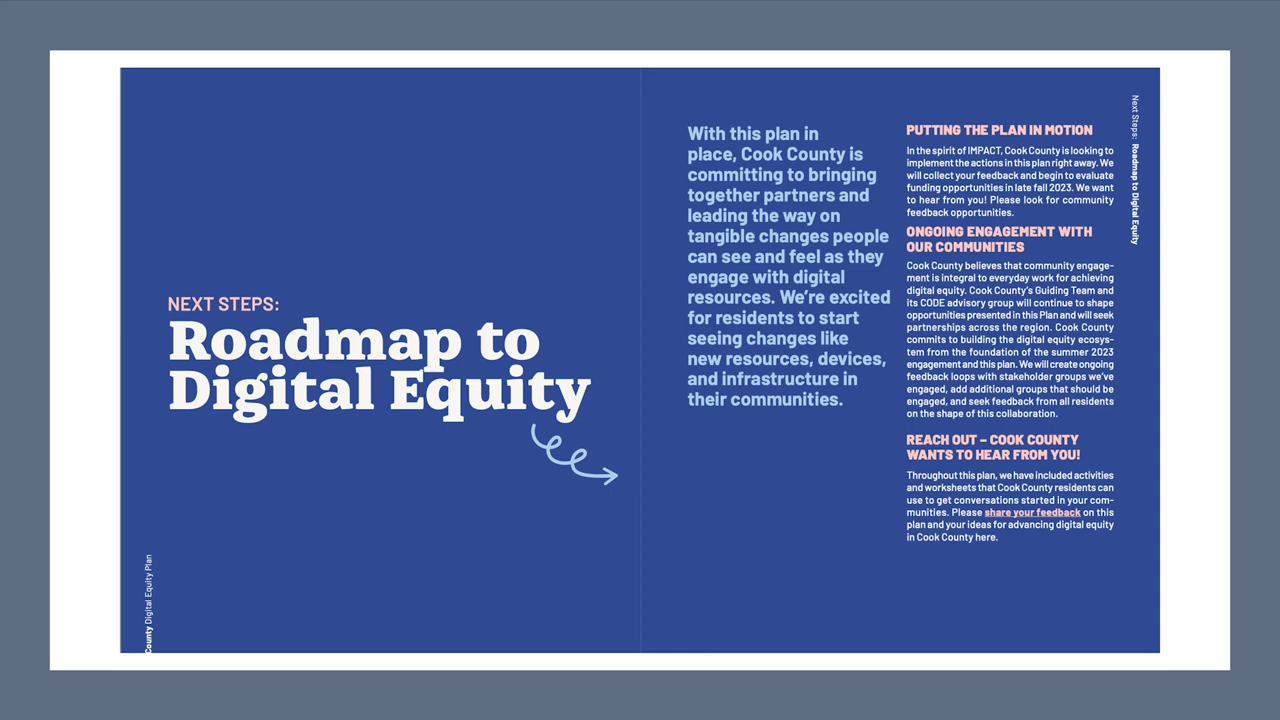 NEXT STEPS:
Roadmap to
Digital Equity
County Digital Equity Plan
With this plan in
place, Cook County is
committing to bringing
together partners and
leading the way on
tangible changes people
can see and feel as they
engage with digital
resources. We're excited
for residents to start
seeing changes like
new resources, devices,
and infrastructure in
their communities.
PUTTING THE PLAN IN MOTION
In the spirit of IMPACT, Cook County is looking to
implement the actions in this plan right away. We
will collect your feedback and begin to evaluate
funding opportunities in late fall 2023. We want
to hear from you! Please look for community
feedback opportunities.
ONGOING ENGAGEMENT WITH
OUR COMMUNITIES
Cook County believes that community engage-
ment is integral to everyday work for achieving
digital equity. Cook County's Guiding Team and
its CODE advisory group will continue to shape
opportunities presented in this Plan and will seek
partnerships across the region. Cook County
commits to building the digital equity ecosys-
tem from the foundation of the summer 2023
engagement and this plan. We will create ongoing
feedback loops with stakeholder groups we've
engaged, add additional groups that should be
engaged, and seek feedback from all residents
on the shape of this collaboration.
REACH OUT – COOK COUNTY
WANTS TO HEAR FROM YOU!
Throughout this plan, we have included activities
and worksheets that Cook County residents can
use to get conversations started in your com-
munities. Please share your feedback on this
plan and your ideas for advancing digital equity
in Cook County here.
Next Steps: Roadmap to Digital Equity